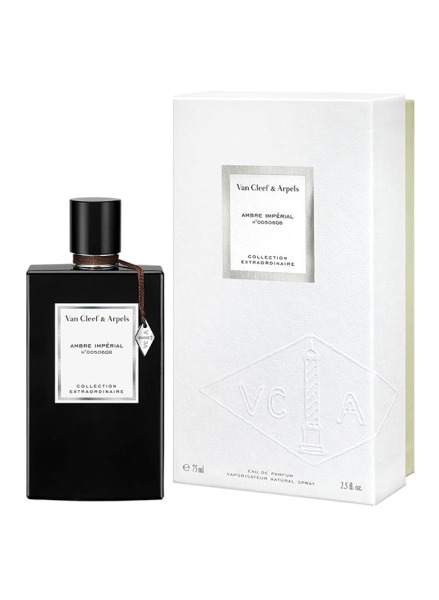 Van Cleef & Arpels
AMBRE IMPÉRIAL
N°0050608
COLLECTION
EXTRAORDINAIRE
VC A
℮ 75 ml
EAU DE PARFUM
VAPORISATEUR NATURAL SPRAY
2.5 fl. oz.
Van Cleef & Arpels
AMBRE IMPÉRIAL
N°0050608
COLLECTION
EXTRAORDINAIRE